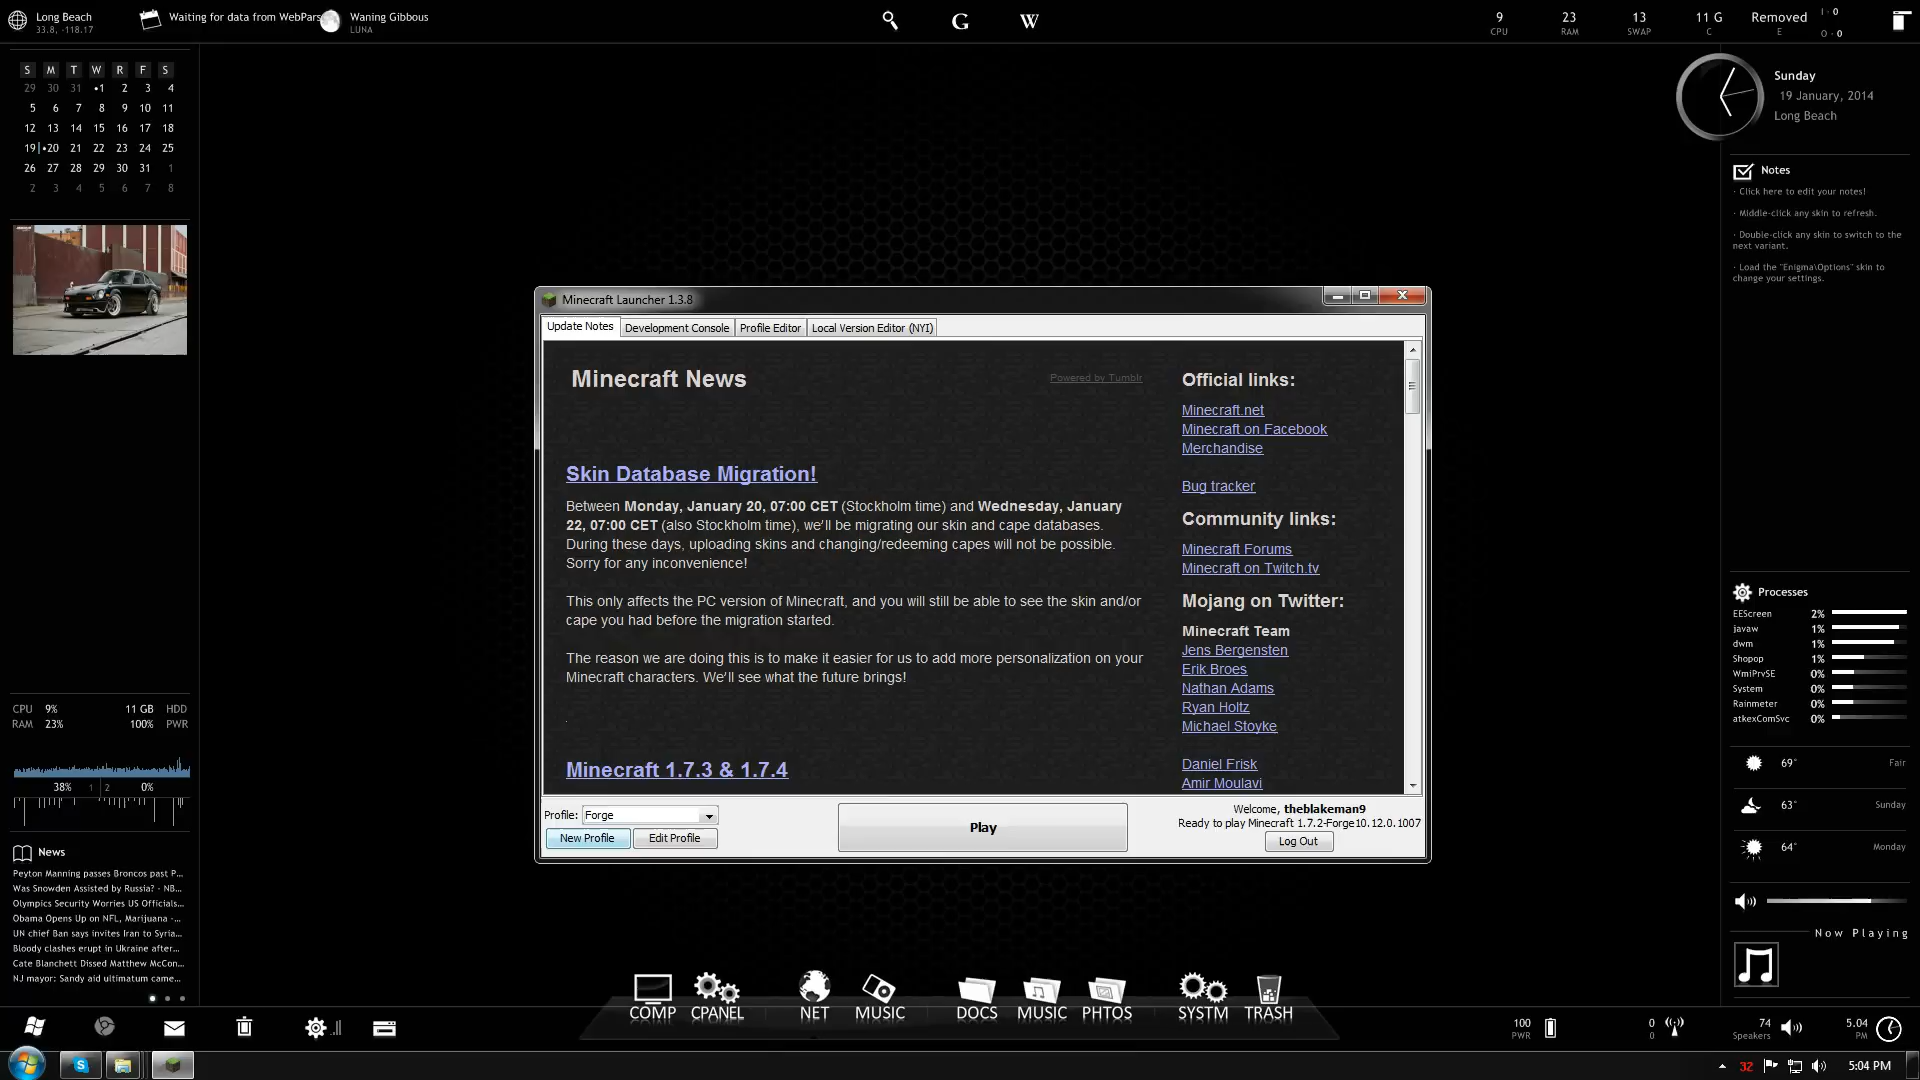 Long Beach
33.8, -118.17
Waiting for data from WebPars
Waning Gibbous
LUNA
G
W
9
CPU
23
RAM
13
SWAP
11 G
C
Removed
E
I · 0
O · 0
S M T W R F S
29 30 31 •1 2 3 4
5 6 7 8 9 10 11
12 13 14 15 16 17 18
19 •20 21 22 23 24 25
26 27 28 29 30 31 1
2 3 4 5 6 7 8
Sunday
19 January, 2014
Long Beach
Notes
· Click here to edit your notes!
· Middle-click any skin to refresh.
· Double-click any skin to switch to the
next variant.
· Load the "Enigma\Options" skin to
change your settings.
Minecraft Launcher 1.3.8
Update Notes
Development Console
Profile Editor
Local Version Editor (NYI)
Minecraft News
Powered by Tumblr
Skin Database Migration!
Between Monday, January 20, 07:00 CET (Stockholm time) and Wednesday, January
22, 07:00 CET (also Stockholm time), we'll be migrating our skin and cape databases.
During these days, uploading skins and changing/redeeming capes will not be possible.
Sorry for any inconvenience!
This only affects the PC version of Minecraft, and you will still be able to see the skin and/or
cape you had before the migration started.
The reason we are doing this is to make it easier for us to add more personalization on your
Minecraft characters. We'll see what the future brings!
.
Minecraft 1.7.3 & 1.7.4
Official links:
Minecraft.net
Minecraft on Facebook
Merchandise
Bug tracker
Community links:
Minecraft Forums
Minecraft on Twitch.tv
Mojang on Twitter:
Minecraft Team
Jens Bergensten
Erik Broes
Nathan Adams
Ryan Holtz
Michael Stoyke
Daniel Frisk
Amir Moulavi
Profile: Forge
New Profile
Edit Profile
Play
Welcome, theblakeman9
Ready to play Minecraft 1.7.2-Forge10.12.0.1007
Log Out
CPU 9% 11 GB HDD
RAM 23% 100% PWR
38% 1 2 0%
News
Peyton Manning passes Broncos past P...
Was Snowden Assisted by Russia? - NB...
Olympics Security Worries US Officials...
Obama Opens Up on NFL, Marijuana -...
UN chief Ban says invites Iran to Syria...
Bloody clashes erupt in Ukraine after...
Cate Blanchett Dissed Matthew McCon...
NJ mayor: Sandy aid ultimatum came...
Processes
EEScreen 2%
javaw 1%
dwm 1%
Shopop 1%
WmiPrvSE 0%
System 0%
Rainmeter 0%
atkexComSvc 0%
69° Fair
63° Sunday
64° Monday
Now Playing
COMP
CPANEL
NET
MUSIC
DOCS
MUSIC
PHTOS
SYSTM
TRASH
100
PWR
0
0
74
Speakers
5.04
PM
32
5:04 PM